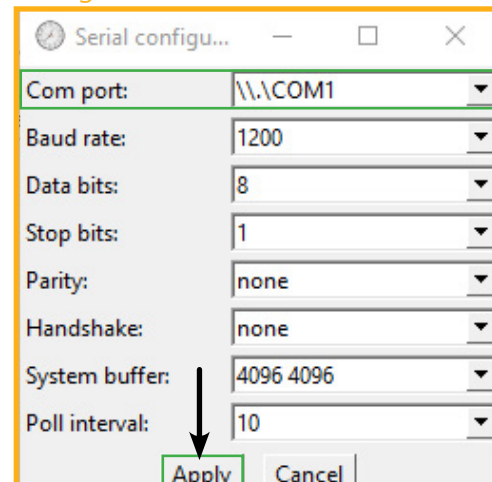 Serial configu...
Com port: \\.\COM1
Baud rate: 1200
Data bits: 8
Stop bits: 1
Parity: none
Handshake: none
System buffer: 4096 4096
Poll interval: 10
Apply Cancel